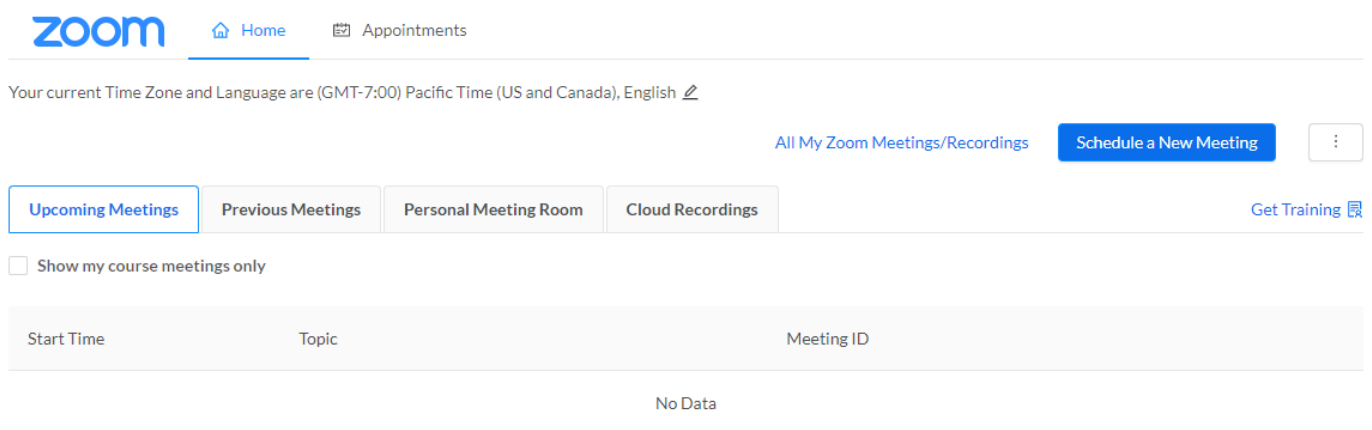 zoom Home Appointments
Your current Time Zone and Language are (GMT-7:00) Pacific Time (US and Canada), English
All My Zoom Meetings/Recordings Schedule a New Meeting
Upcoming Meetings Previous Meetings Personal Meeting Room Cloud Recordings Get Training
Show my course meetings only
Start Time Topic Meeting ID
No Data